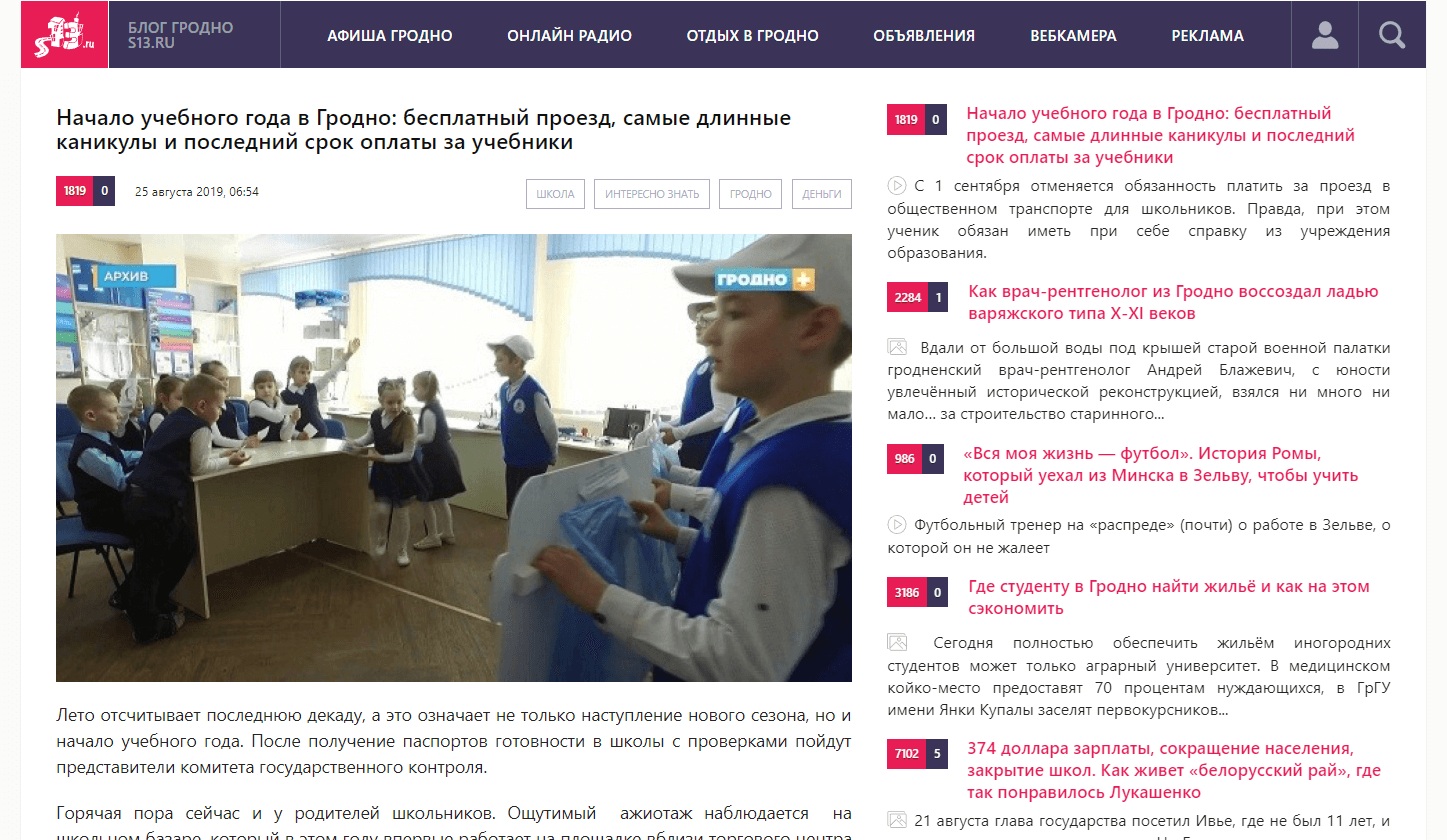 S13.ru
БЛОГ ГРОДНО
S13.RU
АФИША ГРОДНО
ОНЛАЙН РАДИО
ОТДЫХ В ГРОДНО
ОБЪЯВЛЕНИЯ
ВЕБКАМЕРА
РЕКЛАМА
Начало учебного года в Гродно: бесплатный проезд, самые длинные
каникулы и последний срок оплаты за учебники
1819 0 25 августа 2019, 06:54
ШКОЛА
ИНТЕРЕСНО ЗНАТЬ
ГРОДНО
ДЕНЬГИ
АРХИВ
ГРОДНО +
Лето отсчитывает последнюю декаду, а это означает не только наступление нового сезона, но и
начало учебного года. После получение паспортов готовности в школы с проверками пойдут
представители комитета государственного контроля.
Горячая пора сейчас и у родителей школьников. Ощутимый ажиотаж наблюдается на
школьном базаре, который в этом году впервые работает на площадке вблизи торгового центра
1819 0
Начало учебного года в Гродно: бесплатный
проезд, самые длинные каникулы и последний
срок оплаты за учебники
С 1 сентября отменяется обязанность платить за проезд в
общественном транспорте для школьников. Правда, при этом
ученик обязан иметь при себе справку из учреждения
образования.
2284 1
Как врач-рентгенолог из Гродно воссоздал ладью
варяжского типа X-XI веков
Вдали от большой воды под крышей старой военной палатки
гродненский врач-рентгенолог Андрей Блажевич, с юности
увлечённый исторической реконструкцией, взялся ни много ни
мало... за строительство старинного...
986 0
«Вся моя жизнь — футбол». История Ромы,
который уехал из Минска в Зельву, чтобы учить
детей
Футбольный тренер на «распреде» (почти) о работе в Зельве, о
которой он не жалеет
3186 0
Где студенту в Гродно найти жильё и как на этом
сэкономить
Сегодня полностью обеспечить жильём иногородних
студентов может только аграрный университет. В медицинском
койко-место предоставят 70 процентам нуждающихся, в ГрГУ
имени Янки Купалы заселят первокурсников...
7102 5
374 доллара зарплаты, сокращение населения,
закрытие школ. Как живет «белорусский рай», где
так понравилось Лукашенко
21 августа глава государства посетил Ивье, где не был 11 лет, и